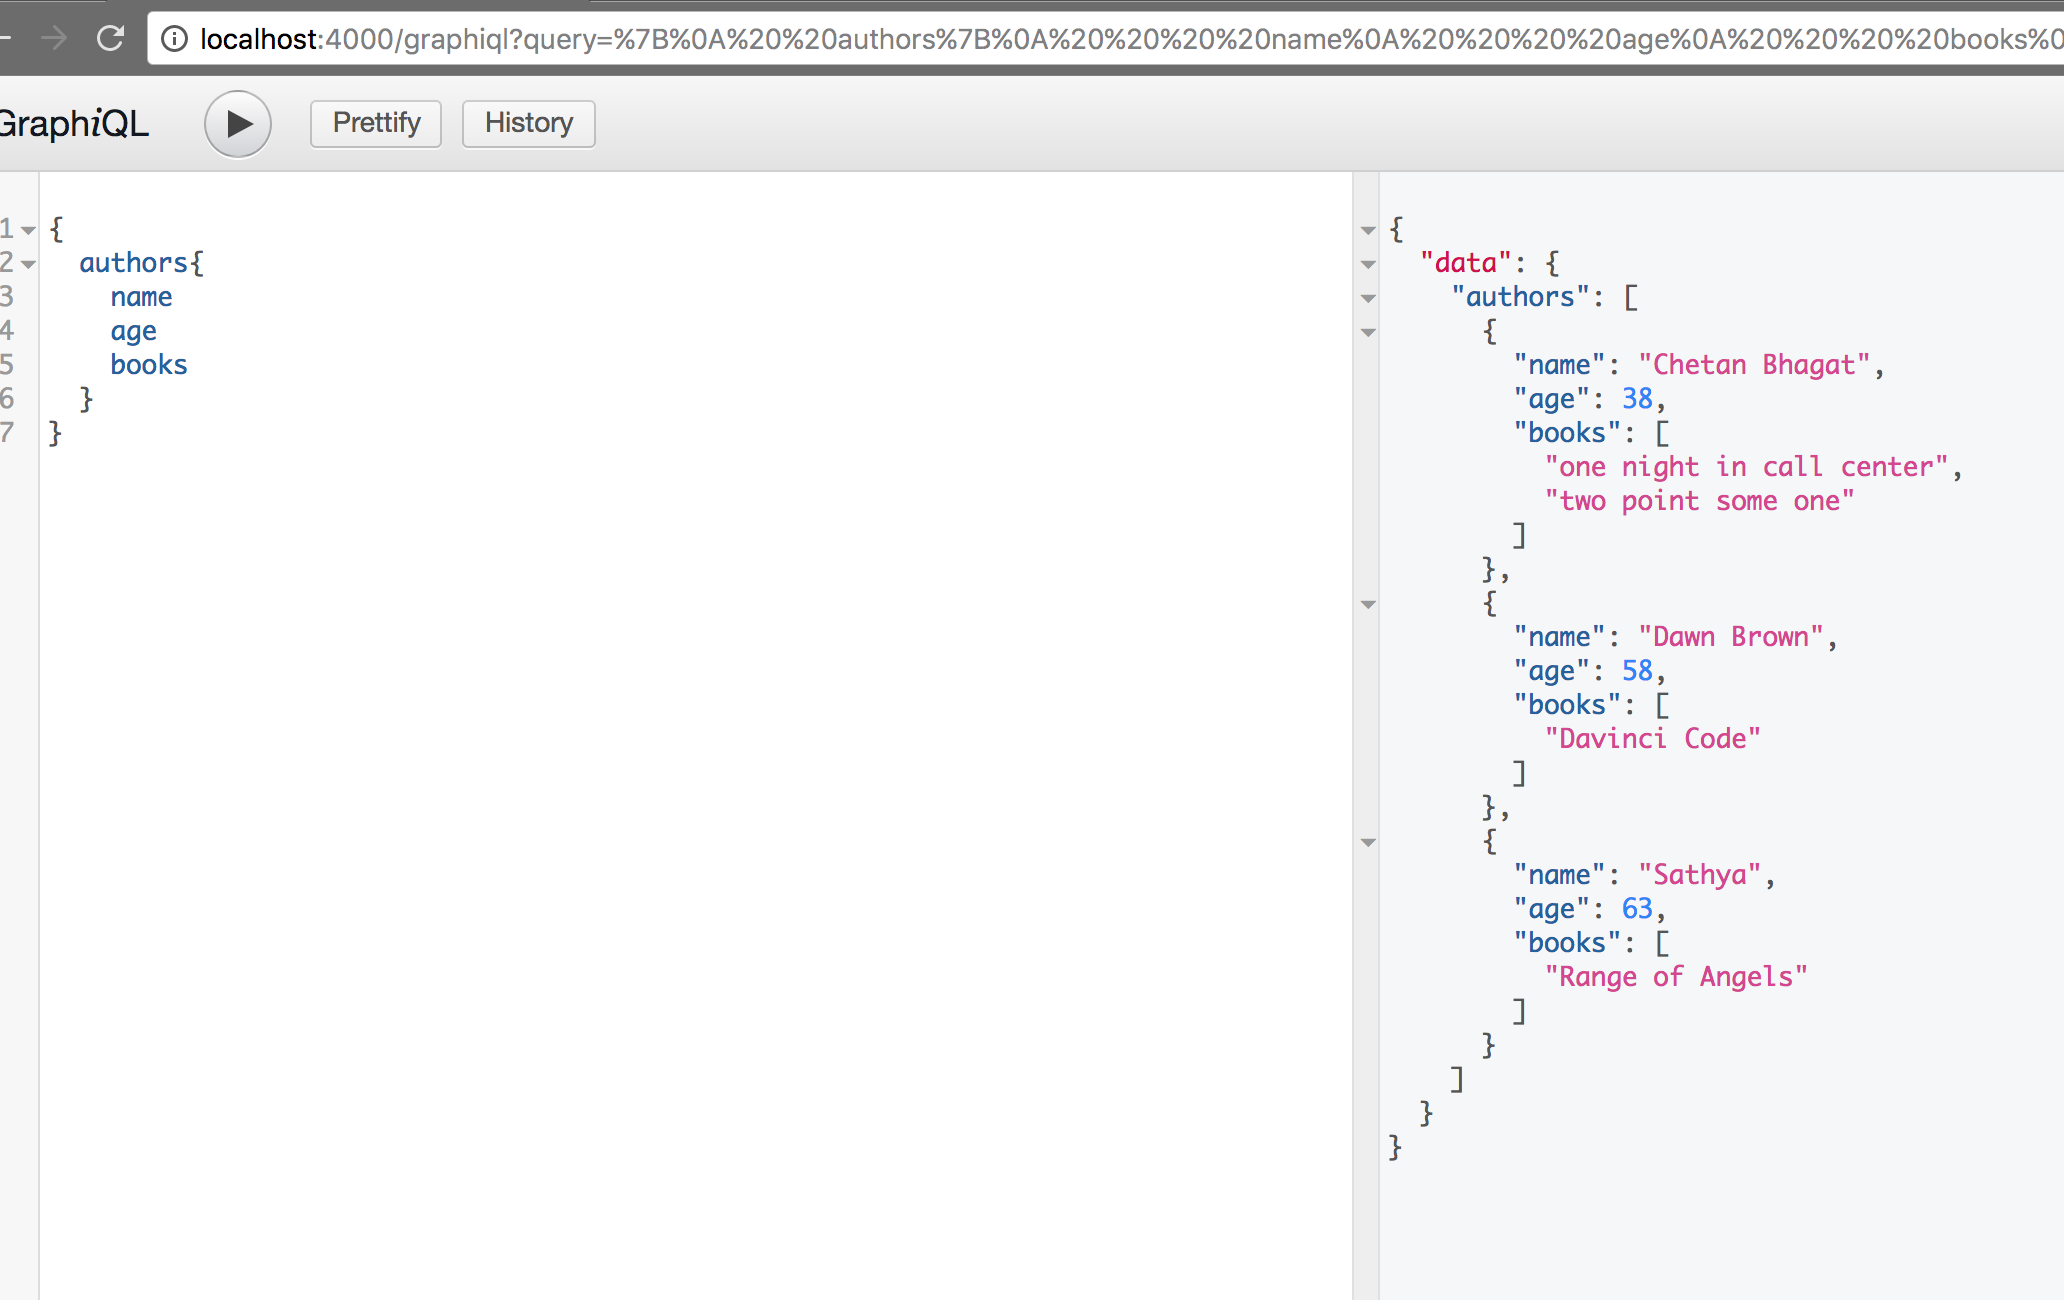 localhost:4000/graphiql?query=%7B%0A%20%20authors%7B%0A%20%20%20%20name%0A%20%20%20%20age%0A%20%20%20%20books%0
GraphiQL Prettify History
1 {
2 authors{
3 name
4 age
5 books
6 }
7 }
{
"data": {
"authors": [
{
"name": "Chetan Bhagat",
"age": 38,
"books": [
"one night in call center",
"two point some one"
]
},
{
"name": "Dawn Brown",
"age": 58,
"books": [
"Davinci Code"
]
},
{
"name": "Sathya",
"age": 63,
"books": [
"Range of Angels"
]
}
]
}
}